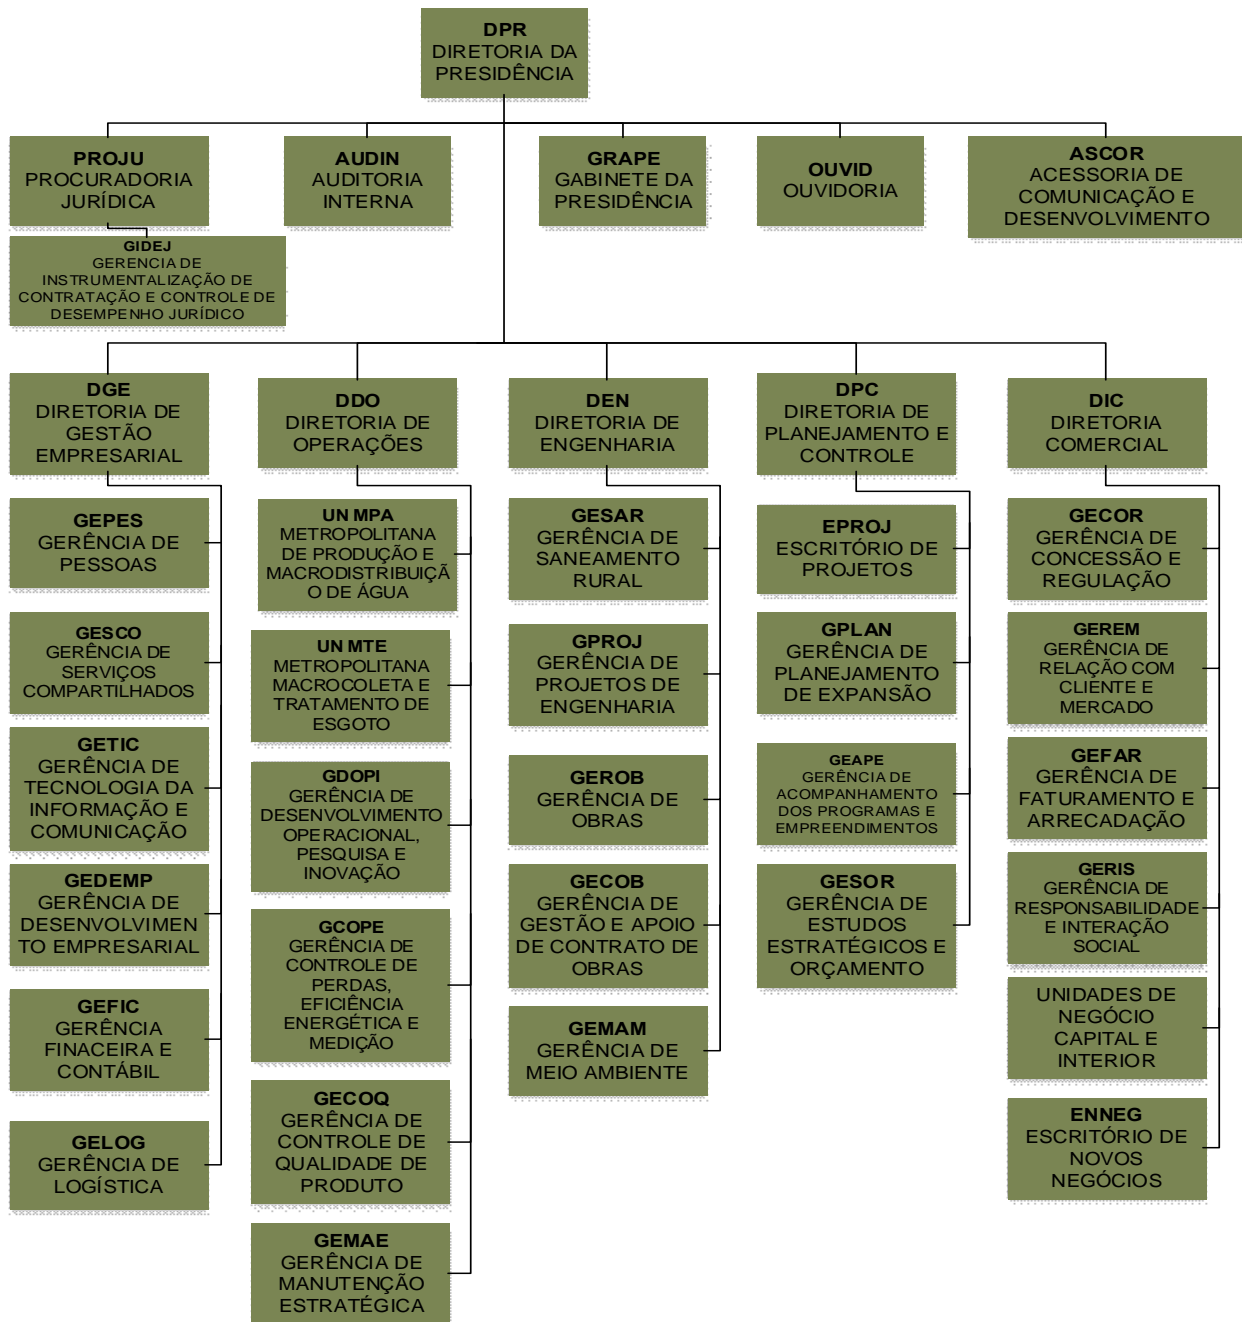 DPR
DIRETORIA DA
PRESIDÊNCIA
PROJU
PROCURADORIA
JURÍDICA
AUDIN
AUDITORIA
INTERNA
GRAPE
GABINETE DA
PRESIDÊNCIA
OUVID
OUVIDORIA
ASCOR
ACESSORIA DE
COMUNICAÇÃO E
DESENVOLVIMENTO
GIDEJ
GERENCIA DE
INSTRUMENTALIZAÇÃO DE
CONTRATAÇÃO E CONTROLE DE
DESEMPENHO JURÍDICO
DGE
DIRETORIA DE
GESTÃO
EMPRESARIAL
GEPES
GERÊNCIA DE
PESSOAS
GESCO
GERÊNCIA DE
SERVIÇOS
COMPARTILHADOS
GETIC
GERÊNCIA DE
TECNOLOGIA DA
INFORMAÇÃO E
COMUNICAÇÃO
GEDEMP
GERÊNCIA DE
DESENVOLVIMEN
TO EMPRESARIAL
GEFIC
GERÊNCIA
FINACEIRA E
CONTÁBIL
GELOG
GERÊNCIA DE
LOGÍSTICA
DDO
DIRETORIA DE
OPERAÇÕES
UN MPA
METROPOLITANA
DE PRODUÇÃO E
MACRODISTRIBUIÇÃ
O DE ÁGUA
UN MTE
METROPOLITANA
MACROCOLETA E
TRATAMENTO DE
ESGOTO
GDOPI
GERÊNCIA DE
DESENVOLVIMENTO
OPERACIONAL,
PESQUISA E
INOVAÇÃO
GCOPE
GERÊNCIA DE
CONTROLE DE
PERDAS,
EFICIÊNCIA
ENERGÉTICA E
MEDIÇÃO
GECOQ
GERÊNCIA DE
CONTROLE DE
QUALIDADE DE
PRODUTO
GEMAE
GERÊNCIA DE
MANUTENÇÃO
ESTRATÉGICA
DEN
DIRETORIA DE
ENGENHARIA
GESAR
GERÊNCIA DE
SANEAMENTO
RURAL
GPROJ
GERÊNCIA DE
PROJETOS DE
ENGENHARIA
GEROB
GERÊNCIA DE
OBRAS
GECOB
GERÊNCIA DE
GESTÃO E APOIO
DE CONTRATO DE
OBRAS
GEMAM
GERÊNCIA DE
MEIO AMBIENTE
DPC
DIRETORIA DE
PLANEJAMENTO E
CONTROLE
EPROJ
ESCRITÓRIO DE
PROJETOS
GPLAN
GERÊNCIA DE
PLANEJAMENTO
DE EXPANSÃO
GEAPE
GERÊNCIA DE
ACOMPANHAMENTO
DOS PROGRAMAS E
EMPREENDIMENTOS
GESOR
GERÊNCIA DE
ESTUDOS
ESTRATÉGICOS E
ORÇAMENTO
DIC
DIRETORIA
COMERCIAL
GECOR
GERÊNCIA DE
CONCESSÃO E
REGULAÇÃO
GEREM
GERÊNCIA DE
RELAÇÃO COM
CLIENTE E
MERCADO
GEFAR
GERÊNCIA DE
FATURAMENTO E
ARRECADAÇÃO
GERIS
GERÊNCIA DE
RESPONSABILIDADE
E INTERAÇÃO
SOCIAL
UNIDADES DE
NEGÓCIO
CAPITAL E
INTERIOR
ENNEG
ESCRITÓRIO DE
NOVOS
NEGÓCIOS